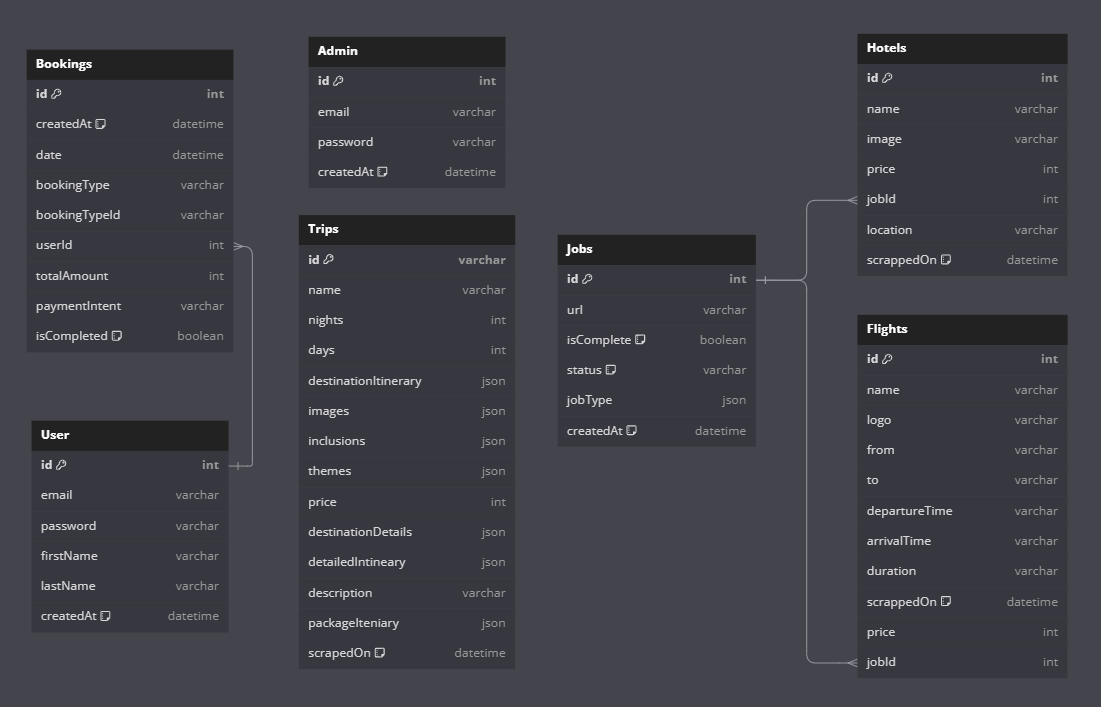 Bookings
id int
createdAt datetime
date datetime
bookingType varchar
bookingTypeId varchar
userId int
totalAmount int
paymentIntent varchar
isCompleted boolean
User
id int
email varchar
password varchar
firstName varchar
lastName varchar
createdAt datetime
Admin
id int
email varchar
password varchar
createdAt datetime
Trips
id varchar
name varchar
nights int
days int
destinationItinerary json
images json
inclusions json
themes json
price int
destinationDetails json
detailedIntineary json
description varchar
packageIteniary json
scrapedOn datetime
Jobs
id int
url varchar
isComplete boolean
status varchar
jobType json
createdAt datetime
Hotels
id int
name varchar
image varchar
price int
jobId int
location varchar
scrappedOn datetime
Flights
id int
name varchar
logo varchar
from varchar
to varchar
departureTime varchar
arrivalTime varchar
duration varchar
scrappedOn datetime
price int
jobId int